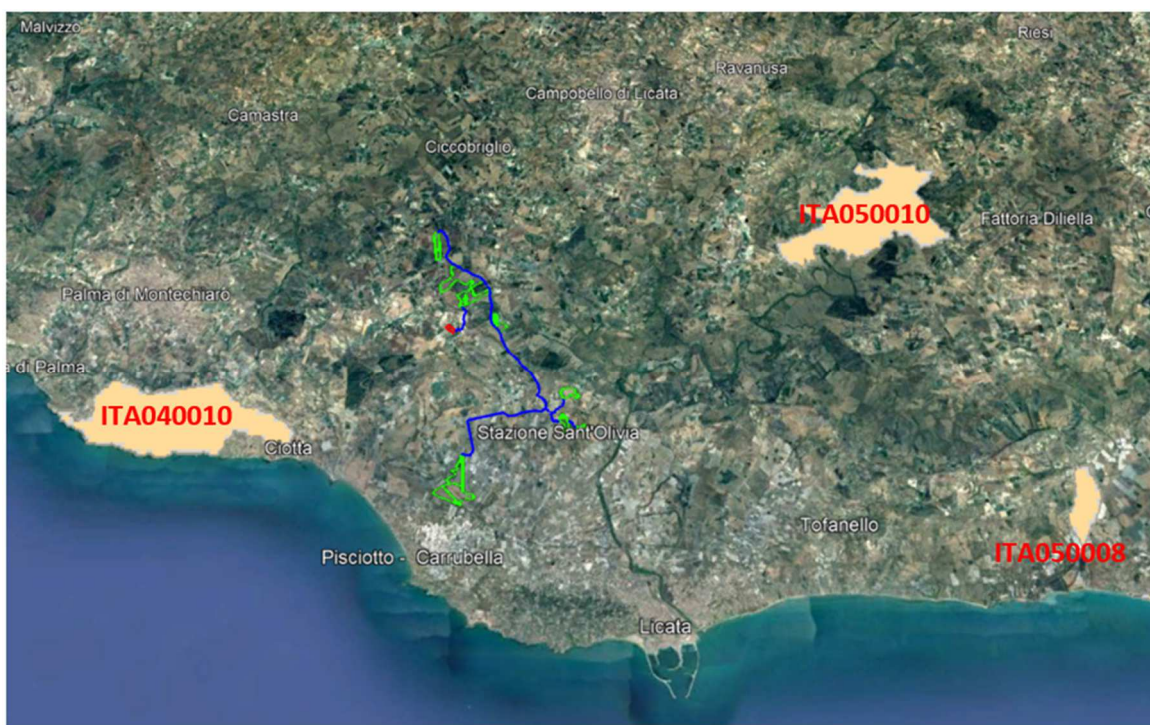 Malvizzo
Riesi
Ravanusa
Campobello di Licata
Camastra
Ciccobriglio
ITA050010
Fattoria Diliella
Palma di Montechiaro
a di Palma
ITA040010
Stazione Sant'Olivia
Ciotta
Tofanello
ITA050008
Pisciotto - Carrubella
Licata